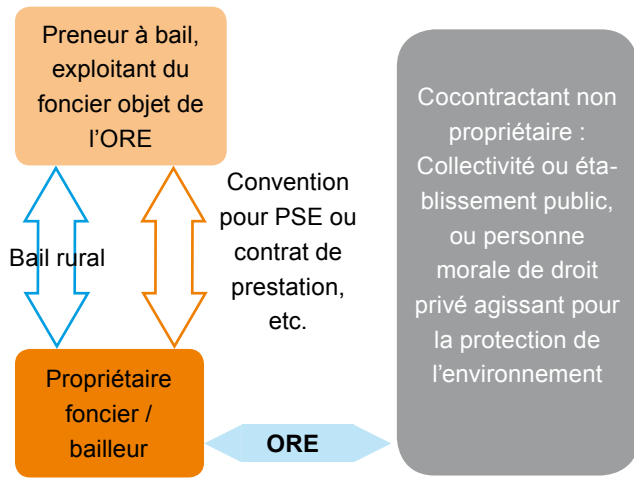 Preneur à bail,
exploitant du
foncier objet de
l'ORE
Bail rural
Convention
pour PSE ou
contrat de
prestation,
etc.
Propriétaire
foncier /
bailleur
ORE
Cocontractant non
propriétaire :
Collectivité ou éta-
blissement public,
ou personne
morale de droit
privé agissant pour
la protection de
l'environnement